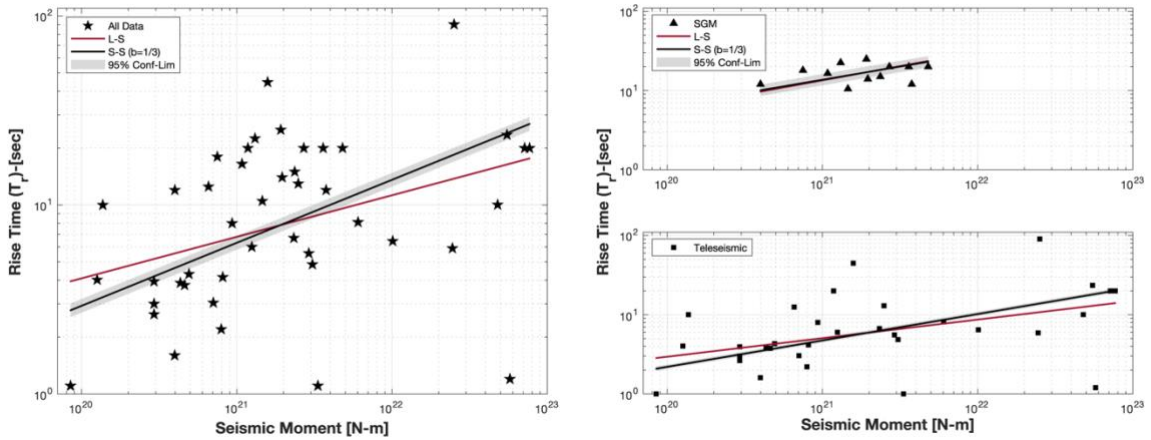 10²
All Data
L-S
S-S (b=1/3)
95% Conf-Lim
10¹
10⁰
Rise Time (Tᵣ)-[sec]
10²⁰
10²¹
10²²
10²³
Seismic Moment [N-m]
10²
SGM
L-S
S-S (b=1/3)
95% Conf-Lim
10¹
10⁰
10²⁰
10²¹
10²²
10²³
Rise Time (Tᵣ)-[sec]
10²
Teleseismic
10¹
10⁰
10²⁰
10²¹
10²²
10²³
Seismic Moment [N-m]